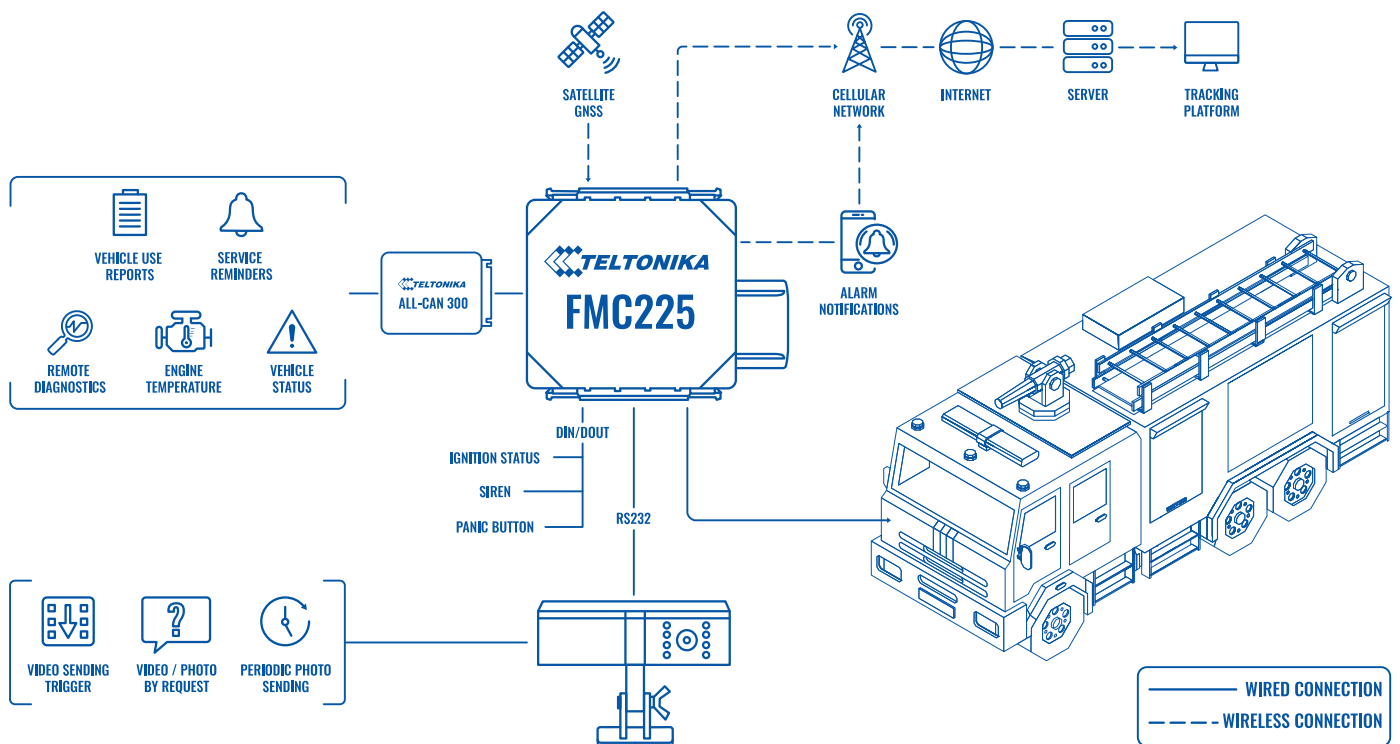 SATELLITE
GNSS
CELLULAR
NETWORK
INTERNET
SERVER
TRACKING
PLATFORM
VEHICLE USE
REPORTS
SERVICE
REMINDERS
REMOTE
DIAGNOSTICS
ENGINE
TEMPERATURE
VEHICLE
STATUS
TELTONIKA
ALL-CAN 300
TELTONIKA
FMC225
ALARM
NOTIFICATIONS
DIN/DOUT
IGNITION STATUS
SIREN
PANIC BUTTON
RS232
?
VIDEO SENDING
TRIGGER
VIDEO / PHOTO
BY REQUEST
PERIODIC PHOTO
SENDING
WIRED CONNECTION
WIRELESS CONNECTION